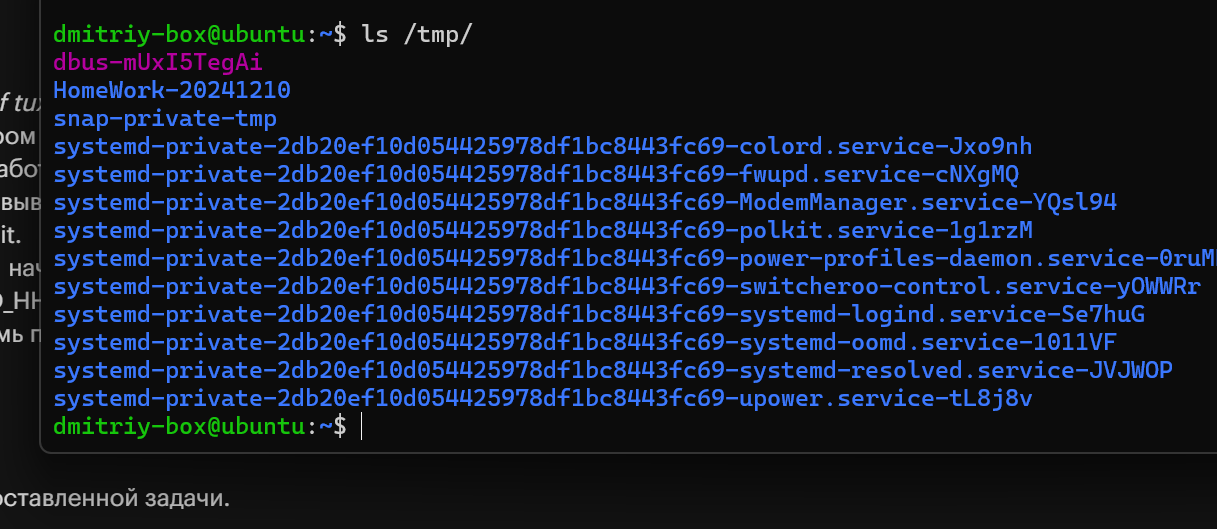 dmitriy-box@ubuntu:~$ ls /tmp/
dbus-mUxI5TegAi
HomeWork-20241210
snap-private-tmp
systemd-private-2db20ef10d054425978df1bc8443fc69-colord.service-Jxo9nh
systemd-private-2db20ef10d054425978df1bc8443fc69-fwupd.service-cNXgMQ
systemd-private-2db20ef10d054425978df1bc8443fc69-ModemManager.service-YQsl94
systemd-private-2db20ef10d054425978df1bc8443fc69-polkit.service-1g1rzM
systemd-private-2db20ef10d054425978df1bc8443fc69-power-profiles-daemon.service-0ruM
systemd-private-2db20ef10d054425978df1bc8443fc69-switcheroo-control.service-yOWWRr
systemd-private-2db20ef10d054425978df1bc8443fc69-systemd-logind.service-Se7huG
systemd-private-2db20ef10d054425978df1bc8443fc69-systemd-oomd.service-1011VF
systemd-private-2db20ef10d054425978df1bc8443fc69-systemd-resolved.service-JVJWOP
systemd-private-2db20ef10d054425978df1bc8443fc69-upower.service-tL8j8v
dmitriy-box@ubuntu:~$
f tux
ром
або
выв
it.
нач
мь п
оставленной задачи.